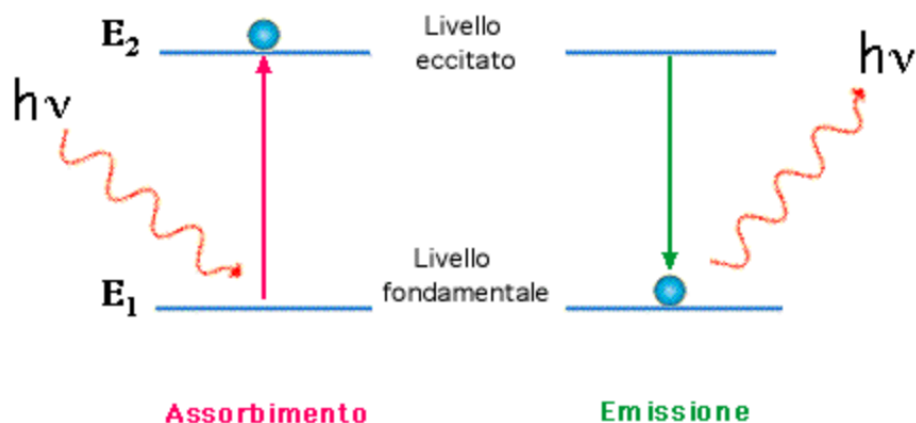 E₂
Livello
eccitato
hν
hν
E₁
Livello
fondamentale
Assorbimento
Emissione